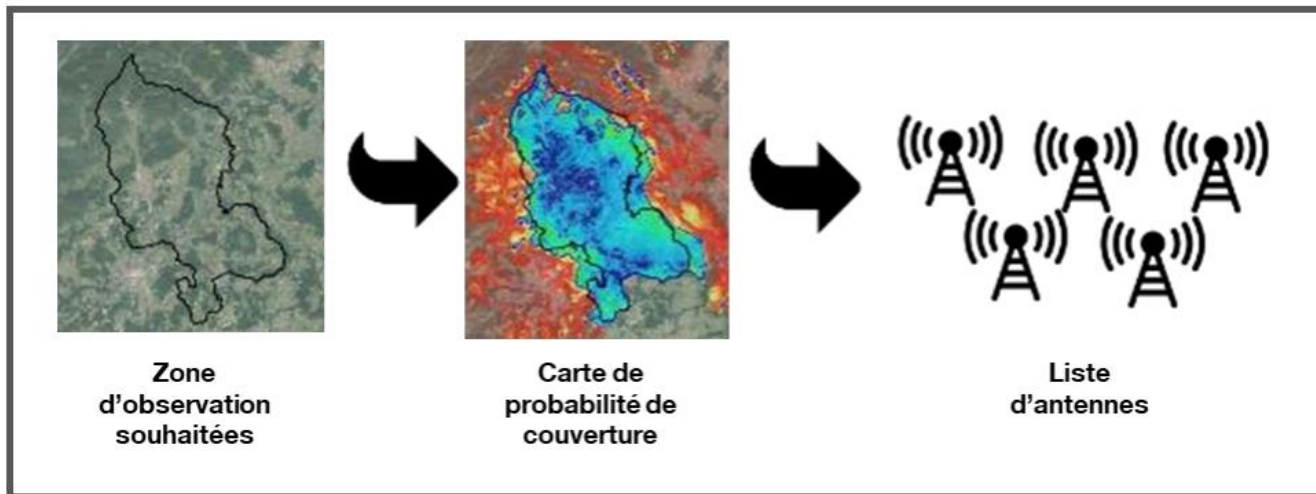 Zone
d'observation
souhaitées
Carte de
probabilité de
couverture
Liste
d'antennes